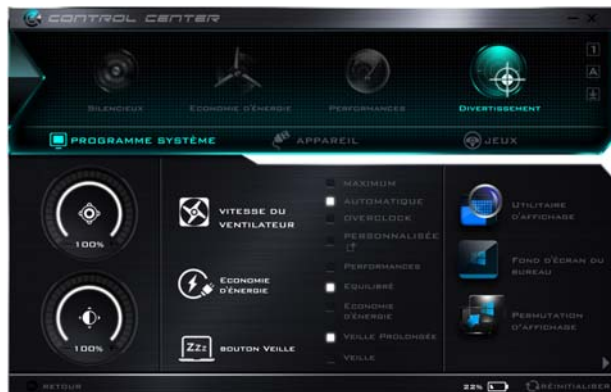 CONTROL CENTER
SILENCIEUX
ECONOMIE D'ÉNERGIE
PERFORMANCES
DIVERTISSEMENT
1
A
PROGRAMME SYSTÈME
APPAREIL
JEUX
100%
VITESSE DU
VENTILATEUR
MAXIMUM
AUTOMATIQUE
OVERCLOCK
PERSONNALISÉE
UTILITAIRE
D'AFFICHAGE
ECONOMIE
D'ÉNERGIE
PERFORMANCES
EQUILIBRÉ
ECONOMIE
D'ÉNERGIE
FOND D'ÉCRAN DU
BUREAU
100%
ZZZ
BOUTON VEILLE
VEILLE PROLONGÉE
VEILLE
PERMUTATION
D'AFFICHAGE
RETOUR
22%
RÉINITIALISER